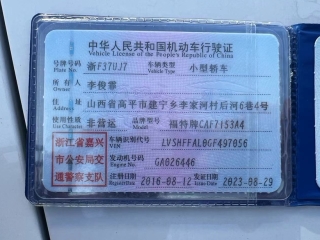 中华人民共和国机动车行驶证
Vehicle License of the People's Republic of China
号牌号码 浙F37UJ7 车辆类型 小型轿车
Plate No. Vehicle Type
所有人 李俊霏
Owner
住址 山西省高平市建宁乡李家河村后河6巷4号
Address
使用性质 非营运 品牌型号 福特牌CAF7153A4
Use Character Model
浙江省嘉兴市公安局交通警察支队
车辆识别代号 LVSHFFAL8GF497056
VIN
发动机号码 GA026446
Engine No.
注册日期 2016-08-12 发证日期 2023-08-29
Register Date Issue Date